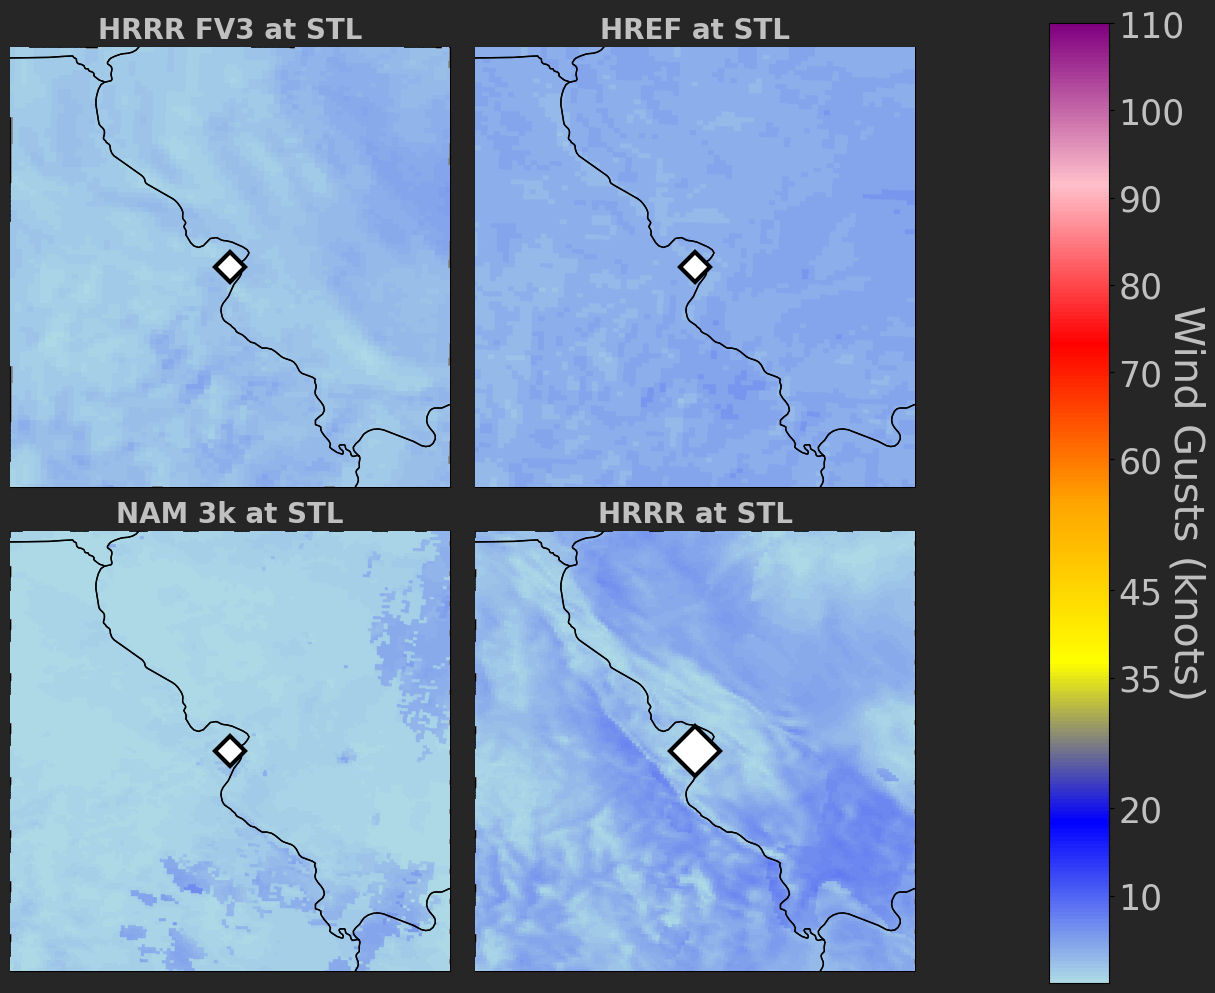 HRRR FV3 at STL
HREF at STL
NAM 3k at STL
HRRR at STL
110
100
90
80
70
60
45
35
20
10
Wind Gusts (knots)